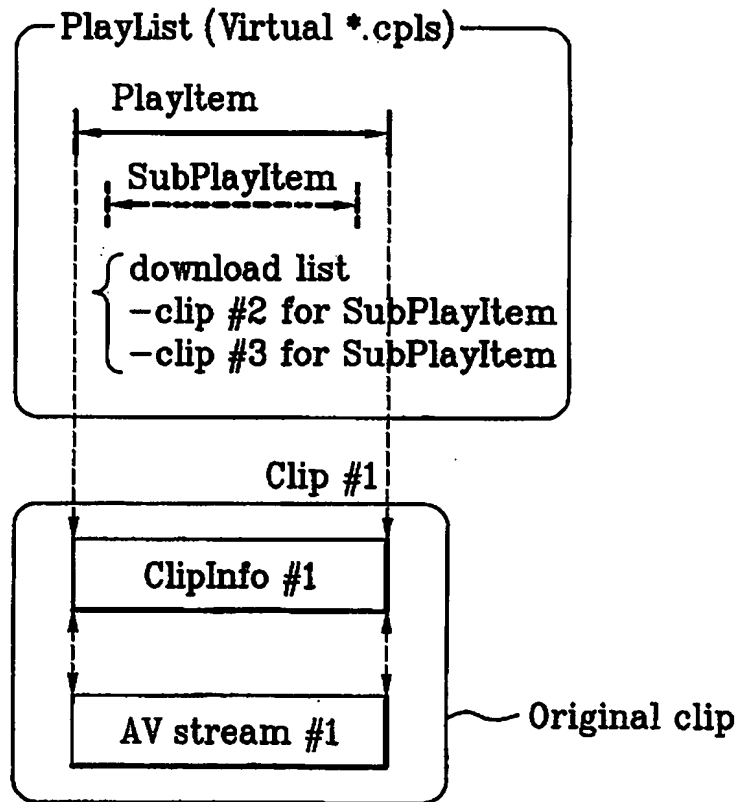 PlayList (Virtual *.cpls)
PlayItem
SubPlayItem
download list
-clip #2 for SubPlayItem
-clip #3 for SubPlayItem
Clip #1
ClipInfo #1
AV stream #1
Original clip